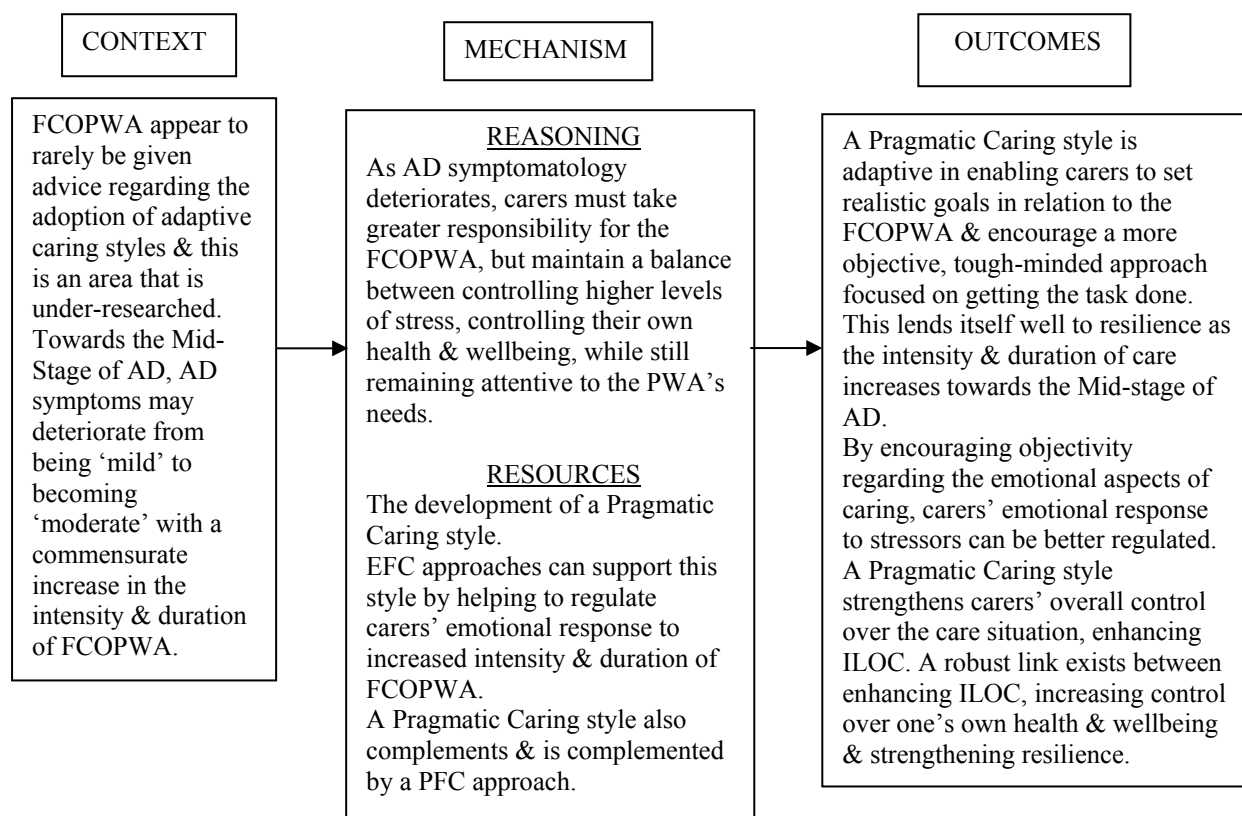 CONTEXT
FCOPWA appear to
rarely be given
advice regarding the
adoption of adaptive
caring styles & this
is an area that is
under-researched.
Towards the Mid-
Stage of AD, AD
symptoms may
deteriorate from
being ‘mild’ to
becoming
‘moderate’ with a
commensurate
increase in the
intensity & duration
of FCOPWA.
MECHANISM
REASONING
As AD symptomatology
deteriorates, carers must take
greater responsibility for the
FCOPWA, but maintain a balance
between controlling higher levels
of stress, controlling their own
health & wellbeing, while still
remaining attentive to the PWA’s
needs.
RESOURCES
The development of a Pragmatic
Caring style.
EFC approaches can support this
style by helping to regulate
carers’ emotional response to
increased intensity & duration of
FCOPWA.
A Pragmatic Caring style also
complements & is complemented
by a PFC approach.
OUTCOMES
A Pragmatic Caring style is
adaptive in enabling carers to set
realistic goals in relation to the
FCOPWA & encourage a more
objective, tough-minded approach
focused on getting the task done.
This lends itself well to resilience as
the intensity & duration of care
increases towards the Mid-stage of
AD.
By encouraging objectivity
regarding the emotional aspects of
caring, carers’ emotional response
to stressors can be better regulated.
A Pragmatic Caring style
strengthens carers’ overall control
over the care situation, enhancing
ILOC. A robust link exists between
enhancing ILOC, increasing control
over one’s own health & wellbeing
& strengthening resilience.